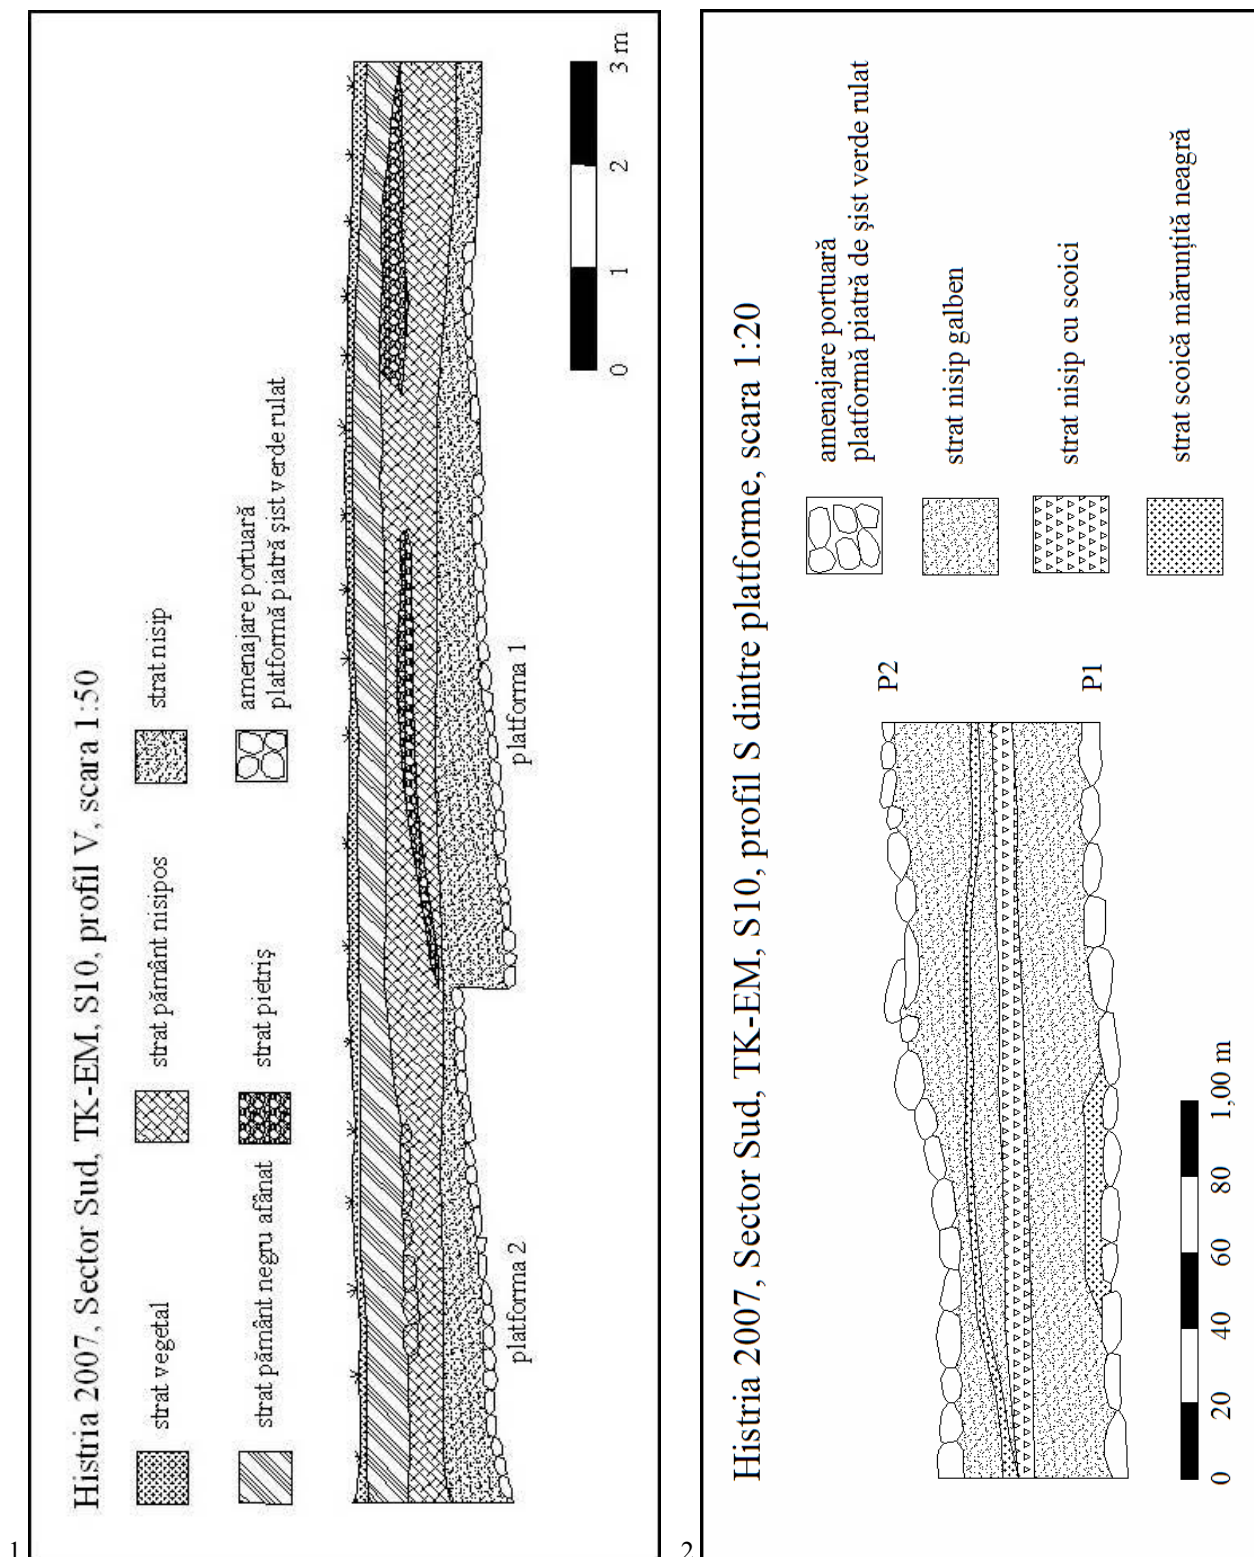 1
Histria 2007, Sector Sud, TK-EM, S10, profil V, scara 1:50
strat vegetal
strat pământ nisipos
strat nisip
strat pământ negru afânat
strat pietriş
amenajare portuară
platformă piatră şist verde rulat
platforma 2
platforma 1
0 1 2 3 m
2
Histria 2007, Sector Sud, TK-EM, S10, profil S dintre platforme, scara 1:20
P2
P1
amenajare portuară
platformă piatră de şist verde rulat
strat nisip galben
strat nisip cu scoici
strat scoică mărunţită neagră
0 20 40 60 80 1,00 m